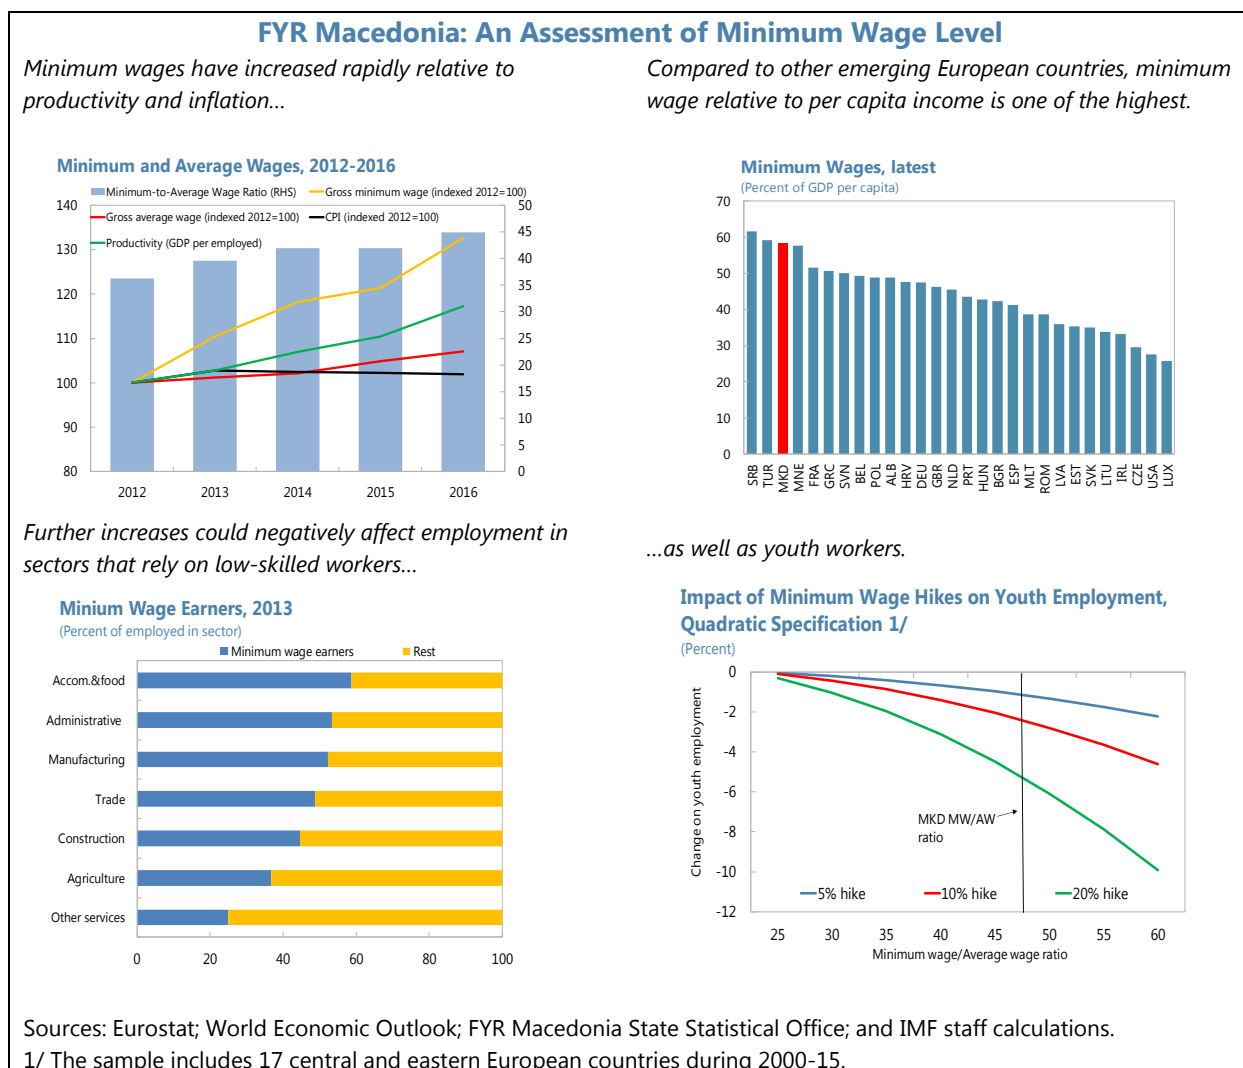 FYR Macedonia: An Assessment of Minimum Wage Level
Minimum wages have increased rapidly relative to
productivity and inflation...
Compared to other emerging European countries, minimum
wage relative to per capita income is one of the highest.
Minimum and Average Wages, 2012-2016
Minimum-to-Average Wage Ratio (RHS)
Gross minimum wage (indexed 2012=100)
Gross average wage (indexed 2012=100)
CPI (indexed 2012=100)
Productivity (GDP per employed)
140
130
120
110
100
90
80
50
45
40
35
30
25
20
15
10
5
0
2012 2013 2014 2015 2016
Minimum Wages, latest
(Percent of GDP per capita)
70
60
50
40
30
20
10
0
SRB TUR MKD MNE FRA GRC SVN BEL POL ALB HRV DEU GBR NLD PRT HUN BGR ESP MLT ROM LVA EST SVK LTU IRL CZE USA LUX
Further increases could negatively affect employment in
sectors that rely on low-skilled workers...
...as well as youth workers.
Minium Wage Earners, 2013
(Percent of employed in sector)
Minimum wage earners Rest
Accom.&food
Administrative
Manufacturing
Trade
Construction
Agriculture
Other services
0 20 40 60 80 100
Impact of Minimum Wage Hikes on Youth Employment,
Quadratic Specification 1/
(Percent)
Change on youth employment
0
-2
-4
-6
-8
-10
-12
MKD MW/AW
ratio
5% hike 10% hike 20% hike
25 30 35 40 45 50 55 60
Minimum wage/Average wage ratio
Sources: Eurostat; World Economic Outlook; FYR Macedonia State Statistical Office; and IMF staff calculations.
1/ The sample includes 17 central and eastern European countries during 2000-15.